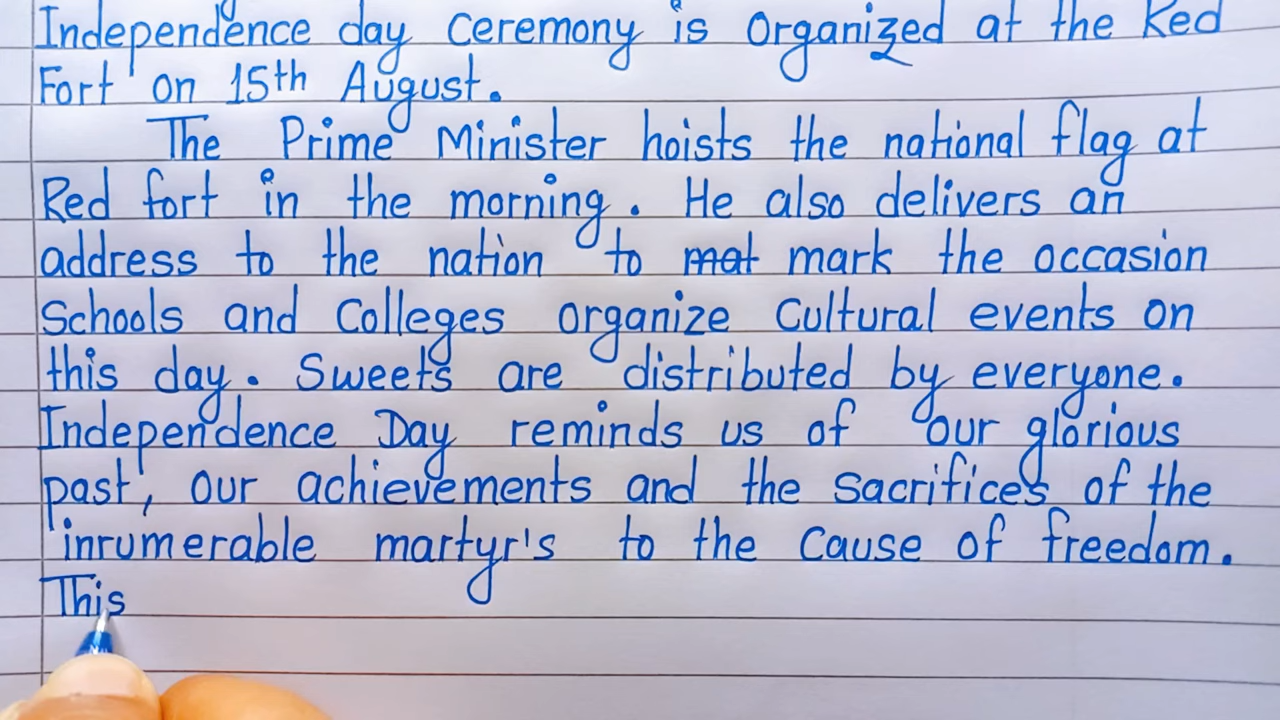 Independence day Ceremony is Organized at the Red
Fort on 15th August.
The Prime Minister hoists the national flag at
Red fort in the morning. He also delivers an
address to the nation to mat mark the occasion
Schools and Colleges organize Cultural events on
this day. Sweets are distributed by everyone.
Independence Day reminds us of our glorious
past, our achievements and the Sacrifices of the
inrumerable martyr's to the Cause of freedom.
This